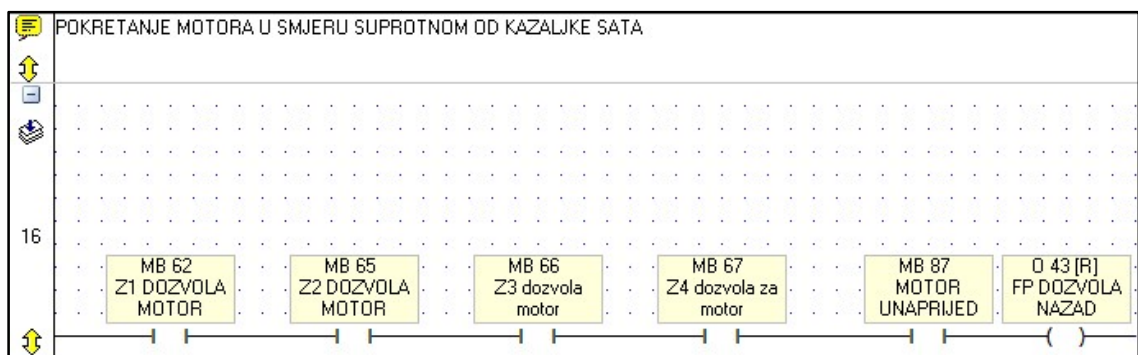 POKRETANJE MOTORA U SMJERU SUPROTNOM OD KAZALJKE SATA
16
MB 62
Z1 DOZVOLA
MOTOR
MB 65
Z2 DOZVOLA
MOTOR
MB 66
Z3 dozvola
motor
MB 67
Z4 dozvola za
motor
MB 87
MOTOR
UNAPRIJED
O 43 [R]
FP DOZVOLA
NAZAD